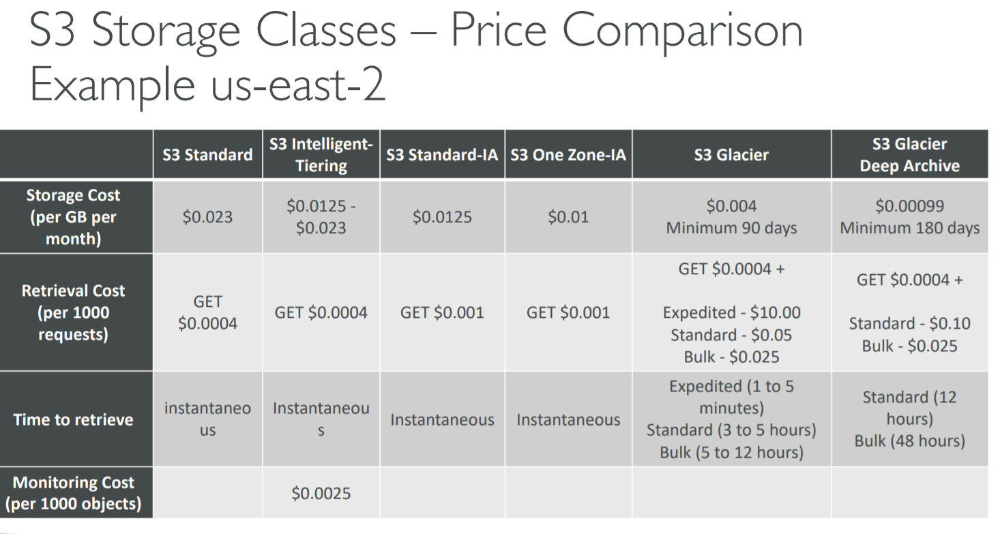 S3 Storage Classes – Price Comparison
Example us-east-2
S3 Standard
S3 Intelligent-
Tiering
S3 Standard-IA
S3 One Zone-IA
S3 Glacier
S3 Glacier
Deep Archive
Storage Cost
(per GB per
month)
$0.023
$0.0125 -
$0.023
$0.0125
$0.01
$0.004
Minimum 90 days
$0.00099
Minimum 180 days
Retrieval Cost
(per 1000
requests)
GET
$0.0004
GET $0.0004
GET $0.001
GET $0.001
GET $0.0004 +
Expedited - $10.00
Standard - $0.05
Bulk - $0.025
GET $0.0004 +
Standard - $0.10
Bulk - $0.025
Time to retrieve
instantaneo
us
Instantaneou
s
Instantaneous
Instantaneous
Expedited (1 to 5
minutes)
Standard (3 to 5 hours)
Bulk (5 to 12 hours)
Standard (12
hours)
Bulk (48 hours)
Monitoring Cost
(per 1000 objects)
$0.0025